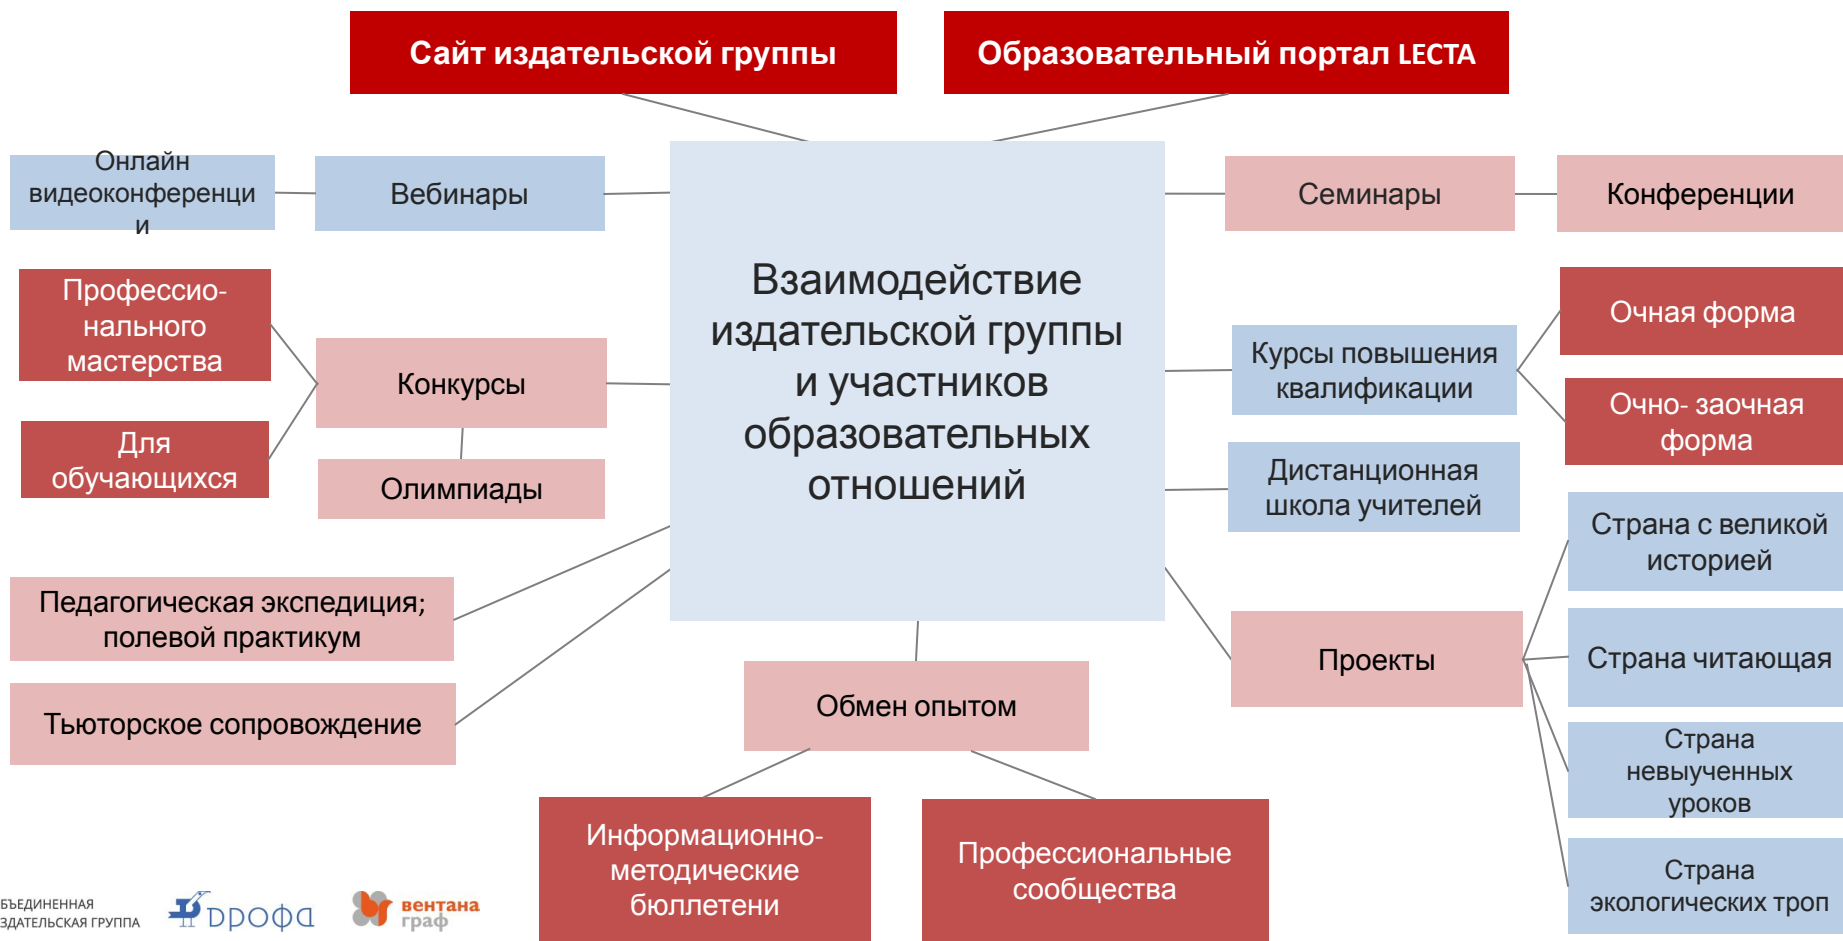 Сайт издательской группы
Образовательный портал LECTA
Онлайн
видеоконференци
и
Вебинары
Семинары
Конференции
Взаимодействие
издательской группы
и участников
образовательных
отношений
Профессио-
нального
мастерства
Для
обучающихся
Конкурсы
Олимпиады
Курсы повышения
квалификации
Очная форма
Очно- заочная
форма
Дистанционная
школа учителей
Педагогическая экспедиция;
полевой практикум
Тьюторское сопровождение
Проекты
Страна с великой
историей
Страна читающая
Страна
невыученных
уроков
Страна
экологических троп
Обмен опытом
Информационно-
методические
бюллетени
Профессиональные
сообщества
БЪЕДИНЕННАЯ
ЗДАТЕЛЬСКАЯ ГРУППА
дрофа
вентана
граф